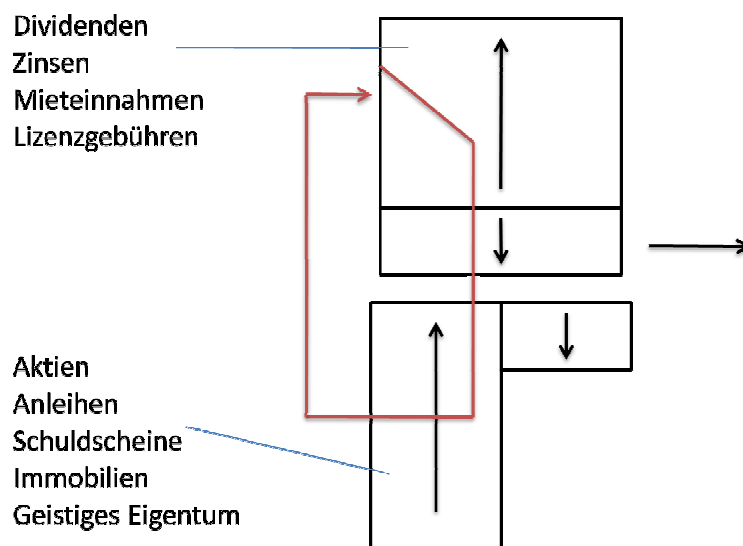 Dividenden
Zinsen
Mieteinnahmen
Lizenzgebühren
Aktien
Anleihen
Schuldscheine
Immobilien
Geistiges Eigentum